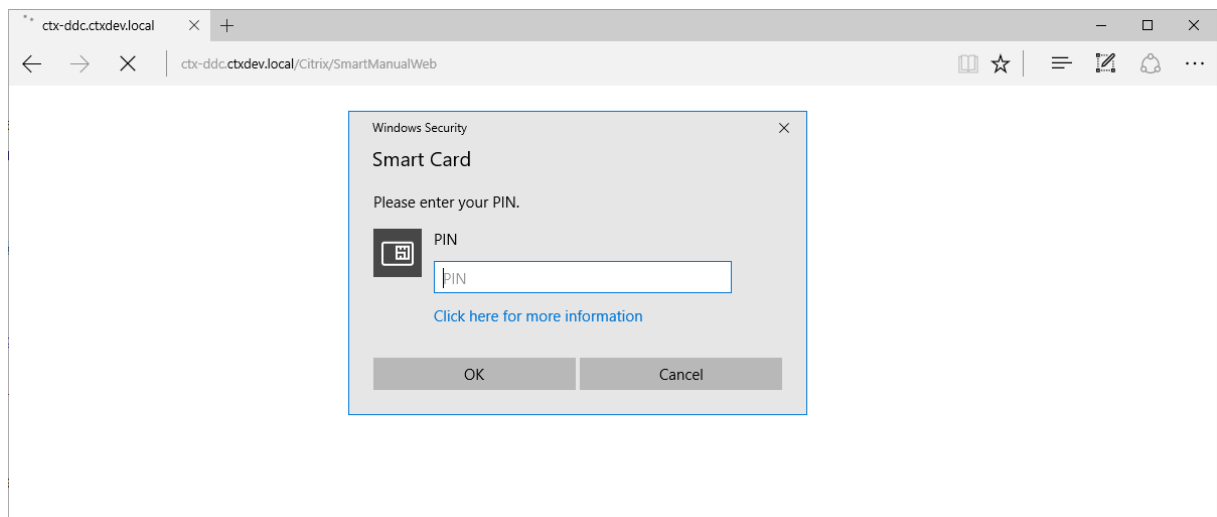 ctx-ddc.ctxdev.local
ctx-ddc.ctxdev.local/Citrix/SmartManualWeb
Windows Security
Smart Card
Please enter your PIN.
PIN
PIN
Click here for more information
OK Cancel